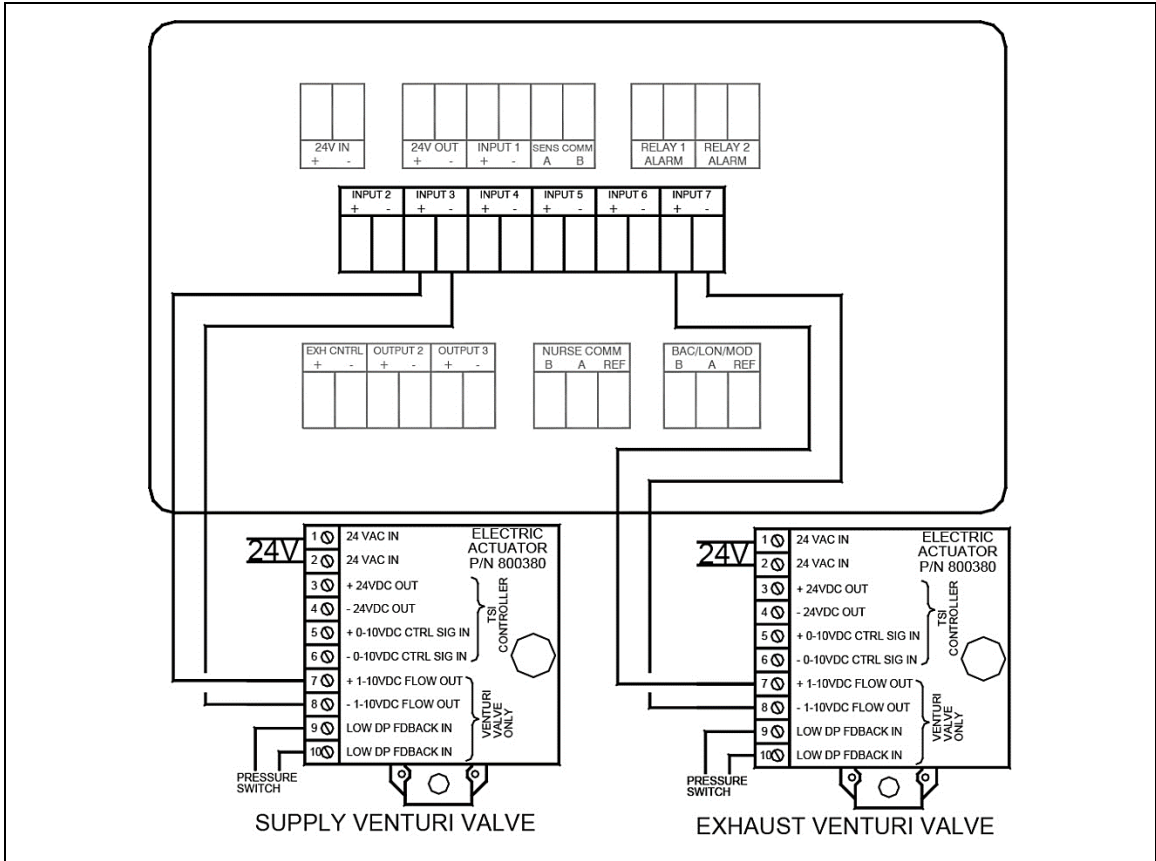 24V IN
+ -
24V OUT INPUT 1 SENS COMM
+ - + - A B
RELAY 1 RELAY 2
ALARM ALARM
INPUT 2 INPUT 3 INPUT 4 INPUT 5 INPUT 6 INPUT 7
+ - + - + - + - + - + -
EXH CNTRL OUTPUT 2 OUTPUT 3
+ - + - + -
NURSE COMM
B A REF
BAC/LON/MOD
B A REF
24V
1 24 VAC IN
2 24 VAC IN
3 + 24VDC OUT
4 - 24VDC OUT
5 + 0-10VDC CTRL SIG IN
6 - 0-10VDC CTRL SIG IN
7 + 1-10VDC FLOW OUT
8 - 1-10VDC FLOW OUT
9 LOW DP FDBACK IN
10 LOW DP FDBACK IN
ELECTRIC
ACTUATOR
P/N 800380
TSI
CONTROLLER
VENTURI
VALVE
ONLY
PRESSURE
SWITCH
SUPPLY VENTURI VALVE
24V
1 24 VAC IN
2 24 VAC IN
3 + 24VDC OUT
4 - 24VDC OUT
5 + 0-10VDC CTRL SIG IN
6 - 0-10VDC CTRL SIG IN
7 + 1-10VDC FLOW OUT
8 - 1-10VDC FLOW OUT
9 LOW DP FDBACK IN
10 LOW DP FDBACK IN
ELECTRIC
ACTUATOR
P/N 800380
TSI
CONTROLLER
VENTURI
VALVE
ONLY
PRESSURE
SWITCH
EXHAUST VENTURI VALVE